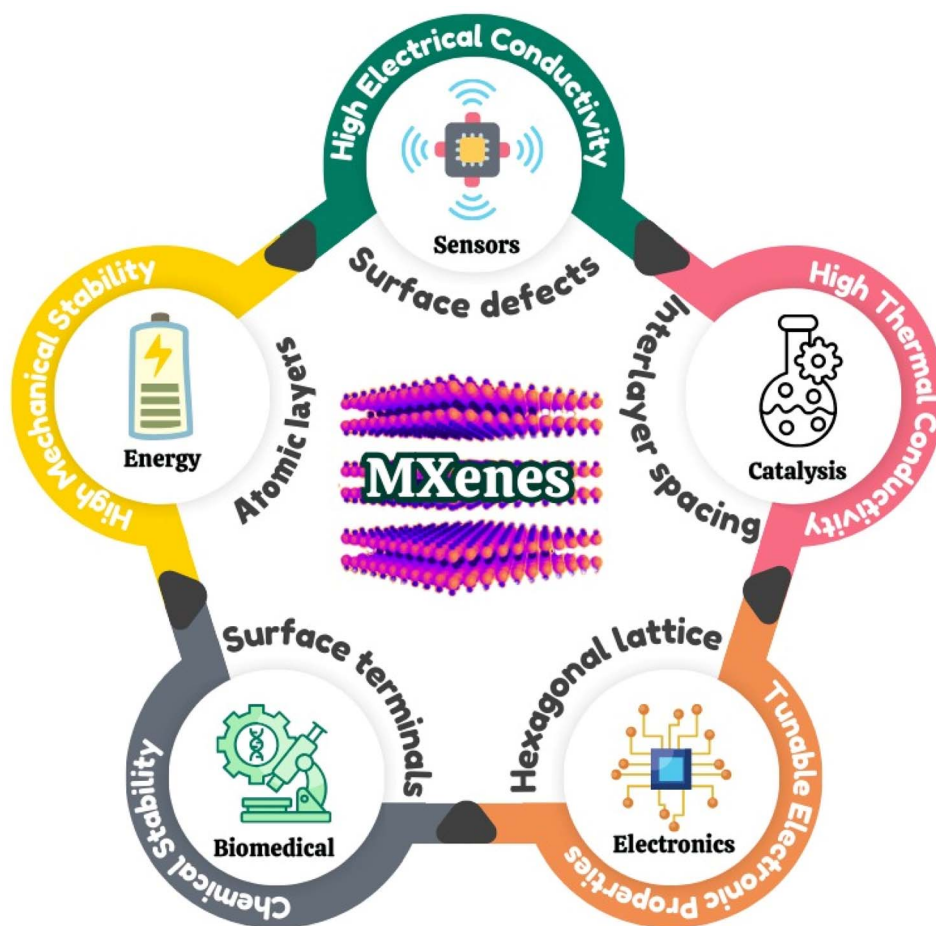 High Electrical Conductivity
Sensors
Surface defects
High Mechanical Stability
Energy
Atomic layers
MXenes
Interlayer spacing
Catalysis
High Thermal Conductivity
Surface terminals
Biomedical
Chemical Stability
Hexagonal lattice
Electronics
Tunable Electronic Properties